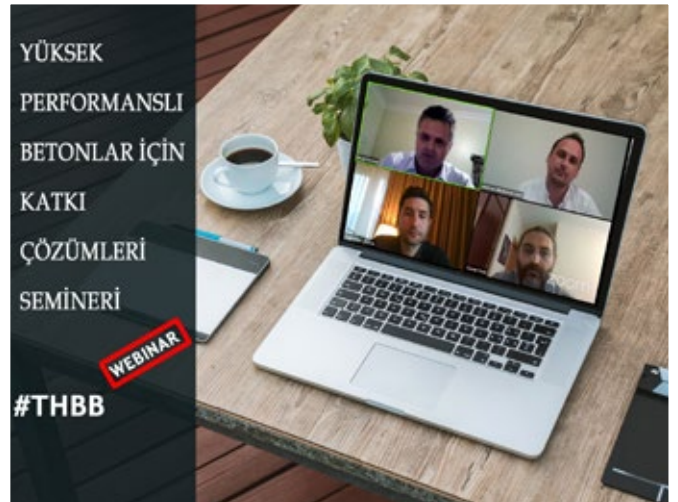 YÜKSEK
PERFORMANSLI
BETONLAR İÇİN
KATKI
ÇÖZÜMLERİ
SEMİNERİ
WEBINAR
#THBB